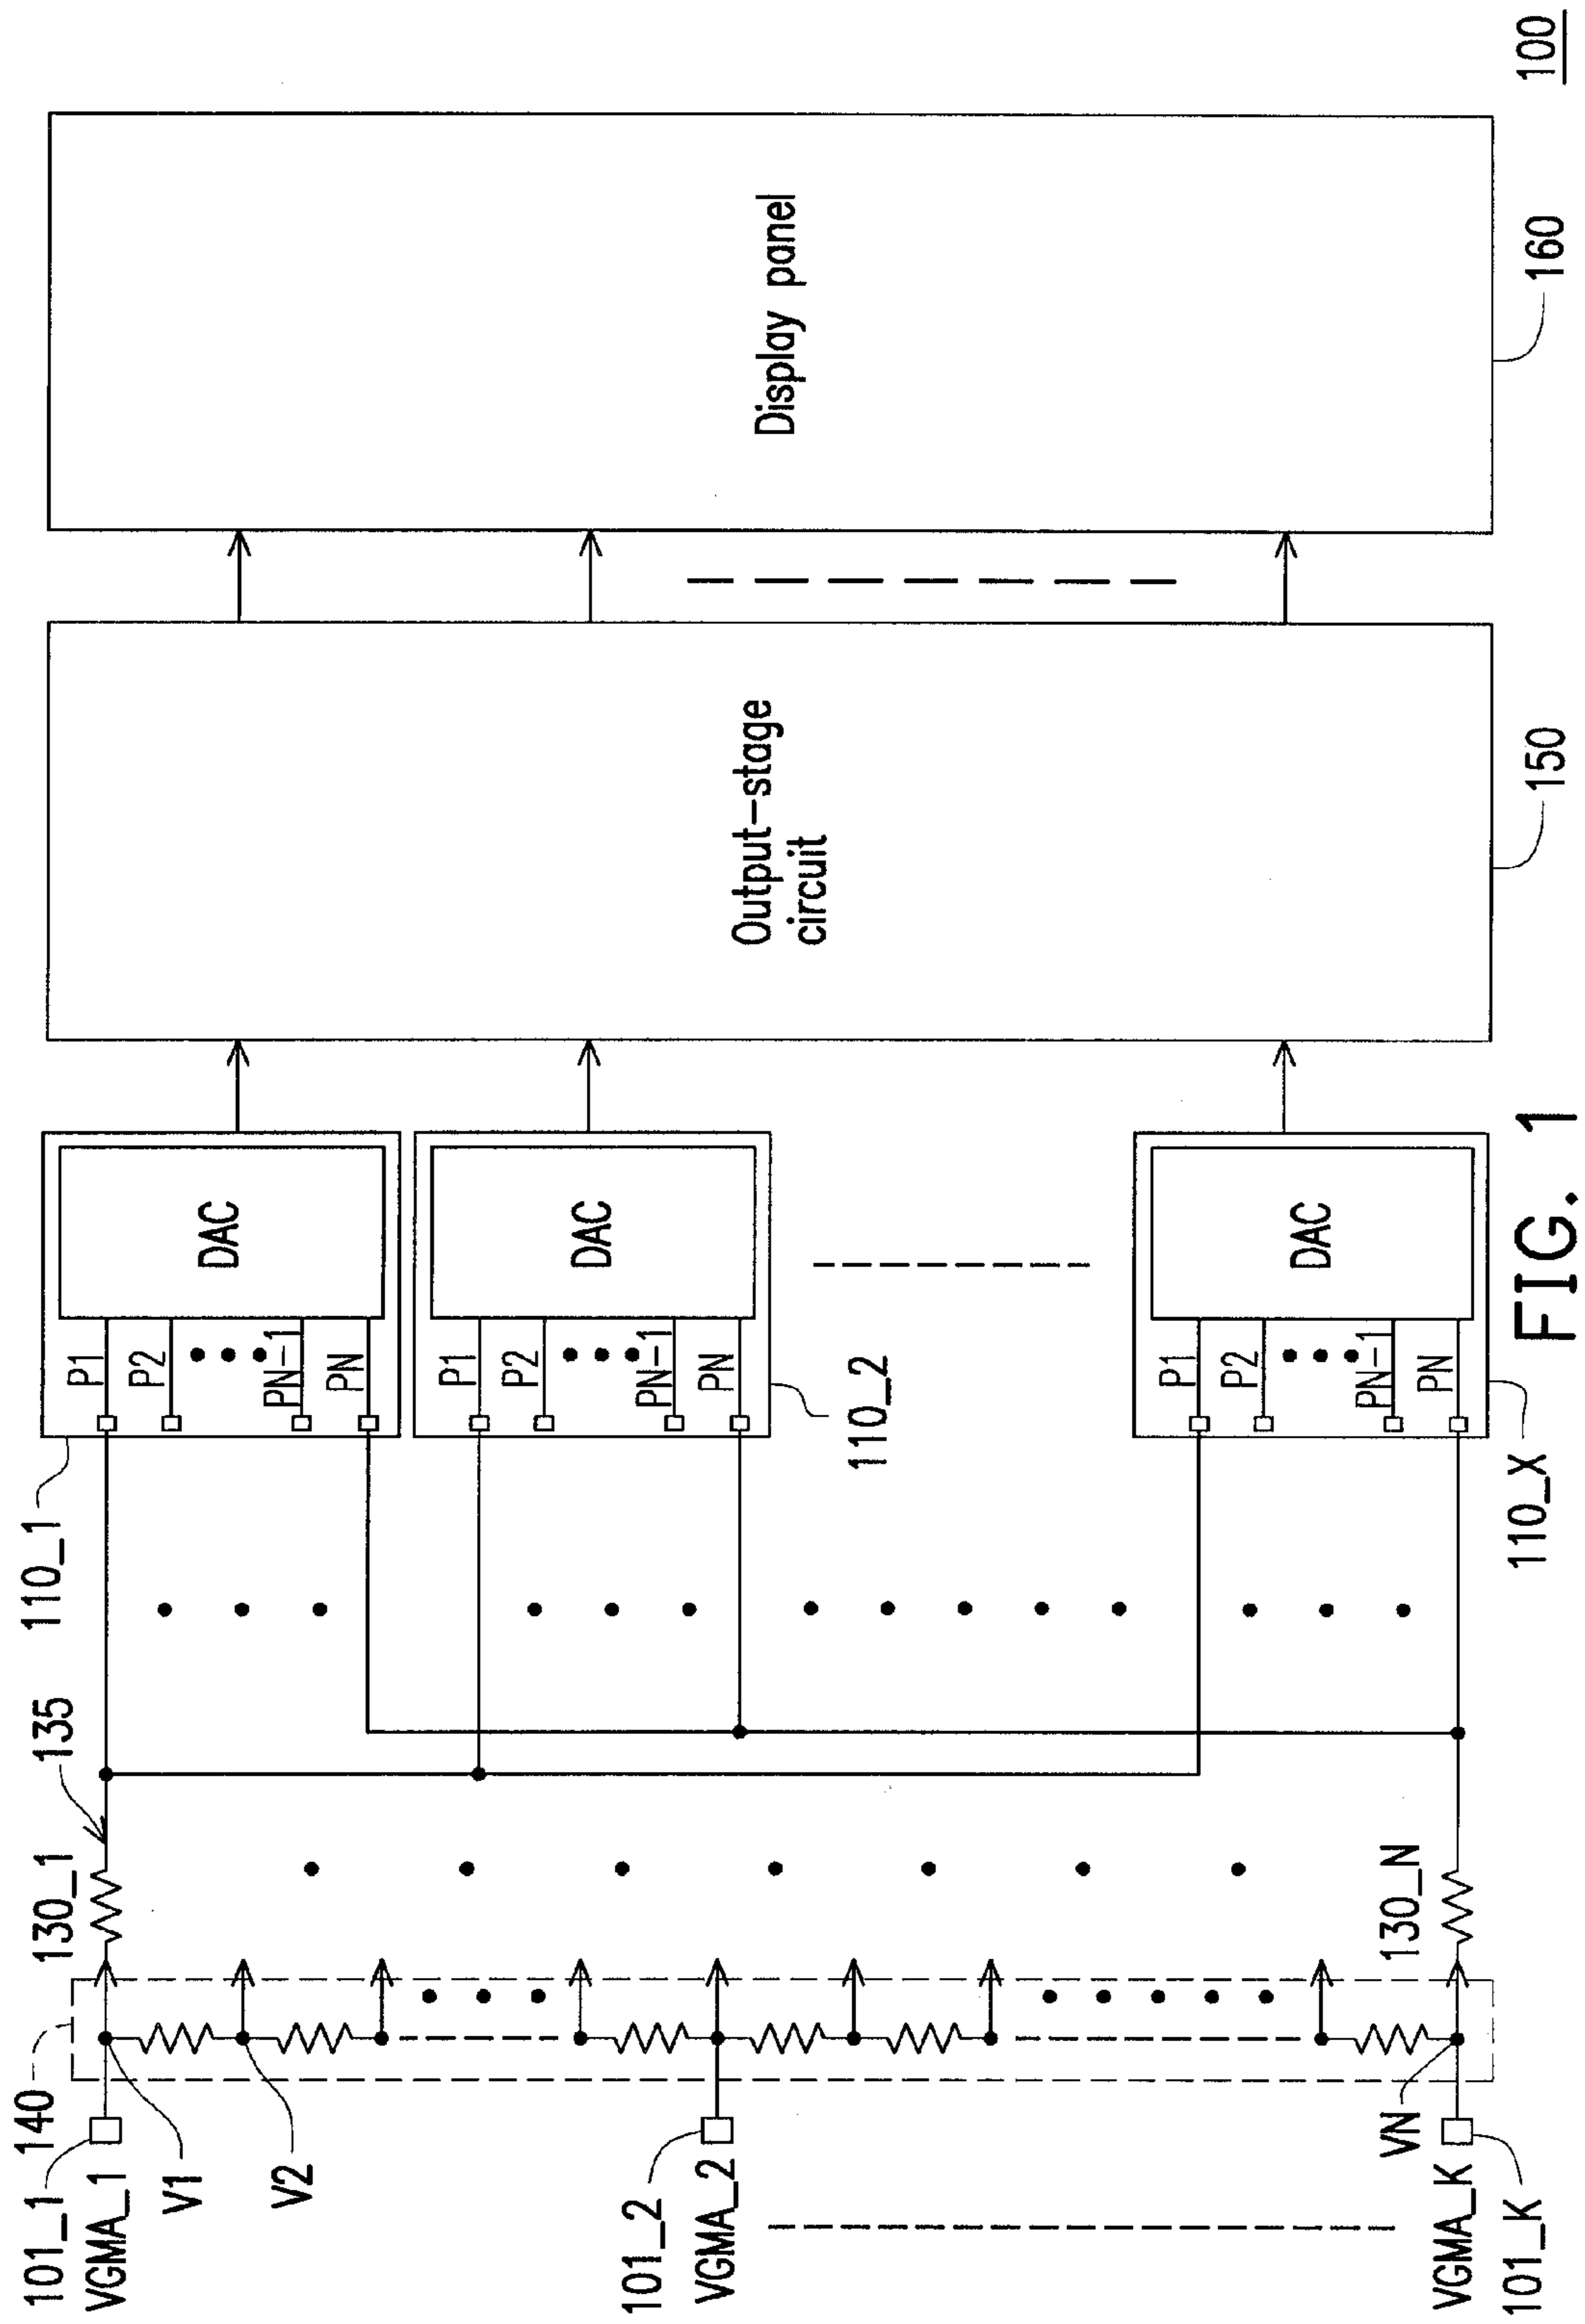 100
Display panel
160
Output-stage
circuit
150
DAC
P1
P2
PN-1
PN
110_1
DAC
P1
P2
PN-1
PN
110_2
DAC
P1
P2
PN-1
PN
110_X
135
130_1
130_N
140
101_1
VGMA_1
V1
V2
101_2
VGMA_2
VN
VGMA_K
101_K
FIG. 1